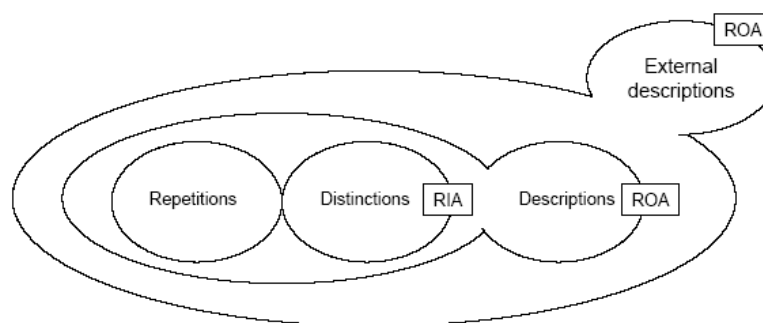 ROA
External
descriptions
Repetitions
Distinctions
RIA
Descriptions
ROA